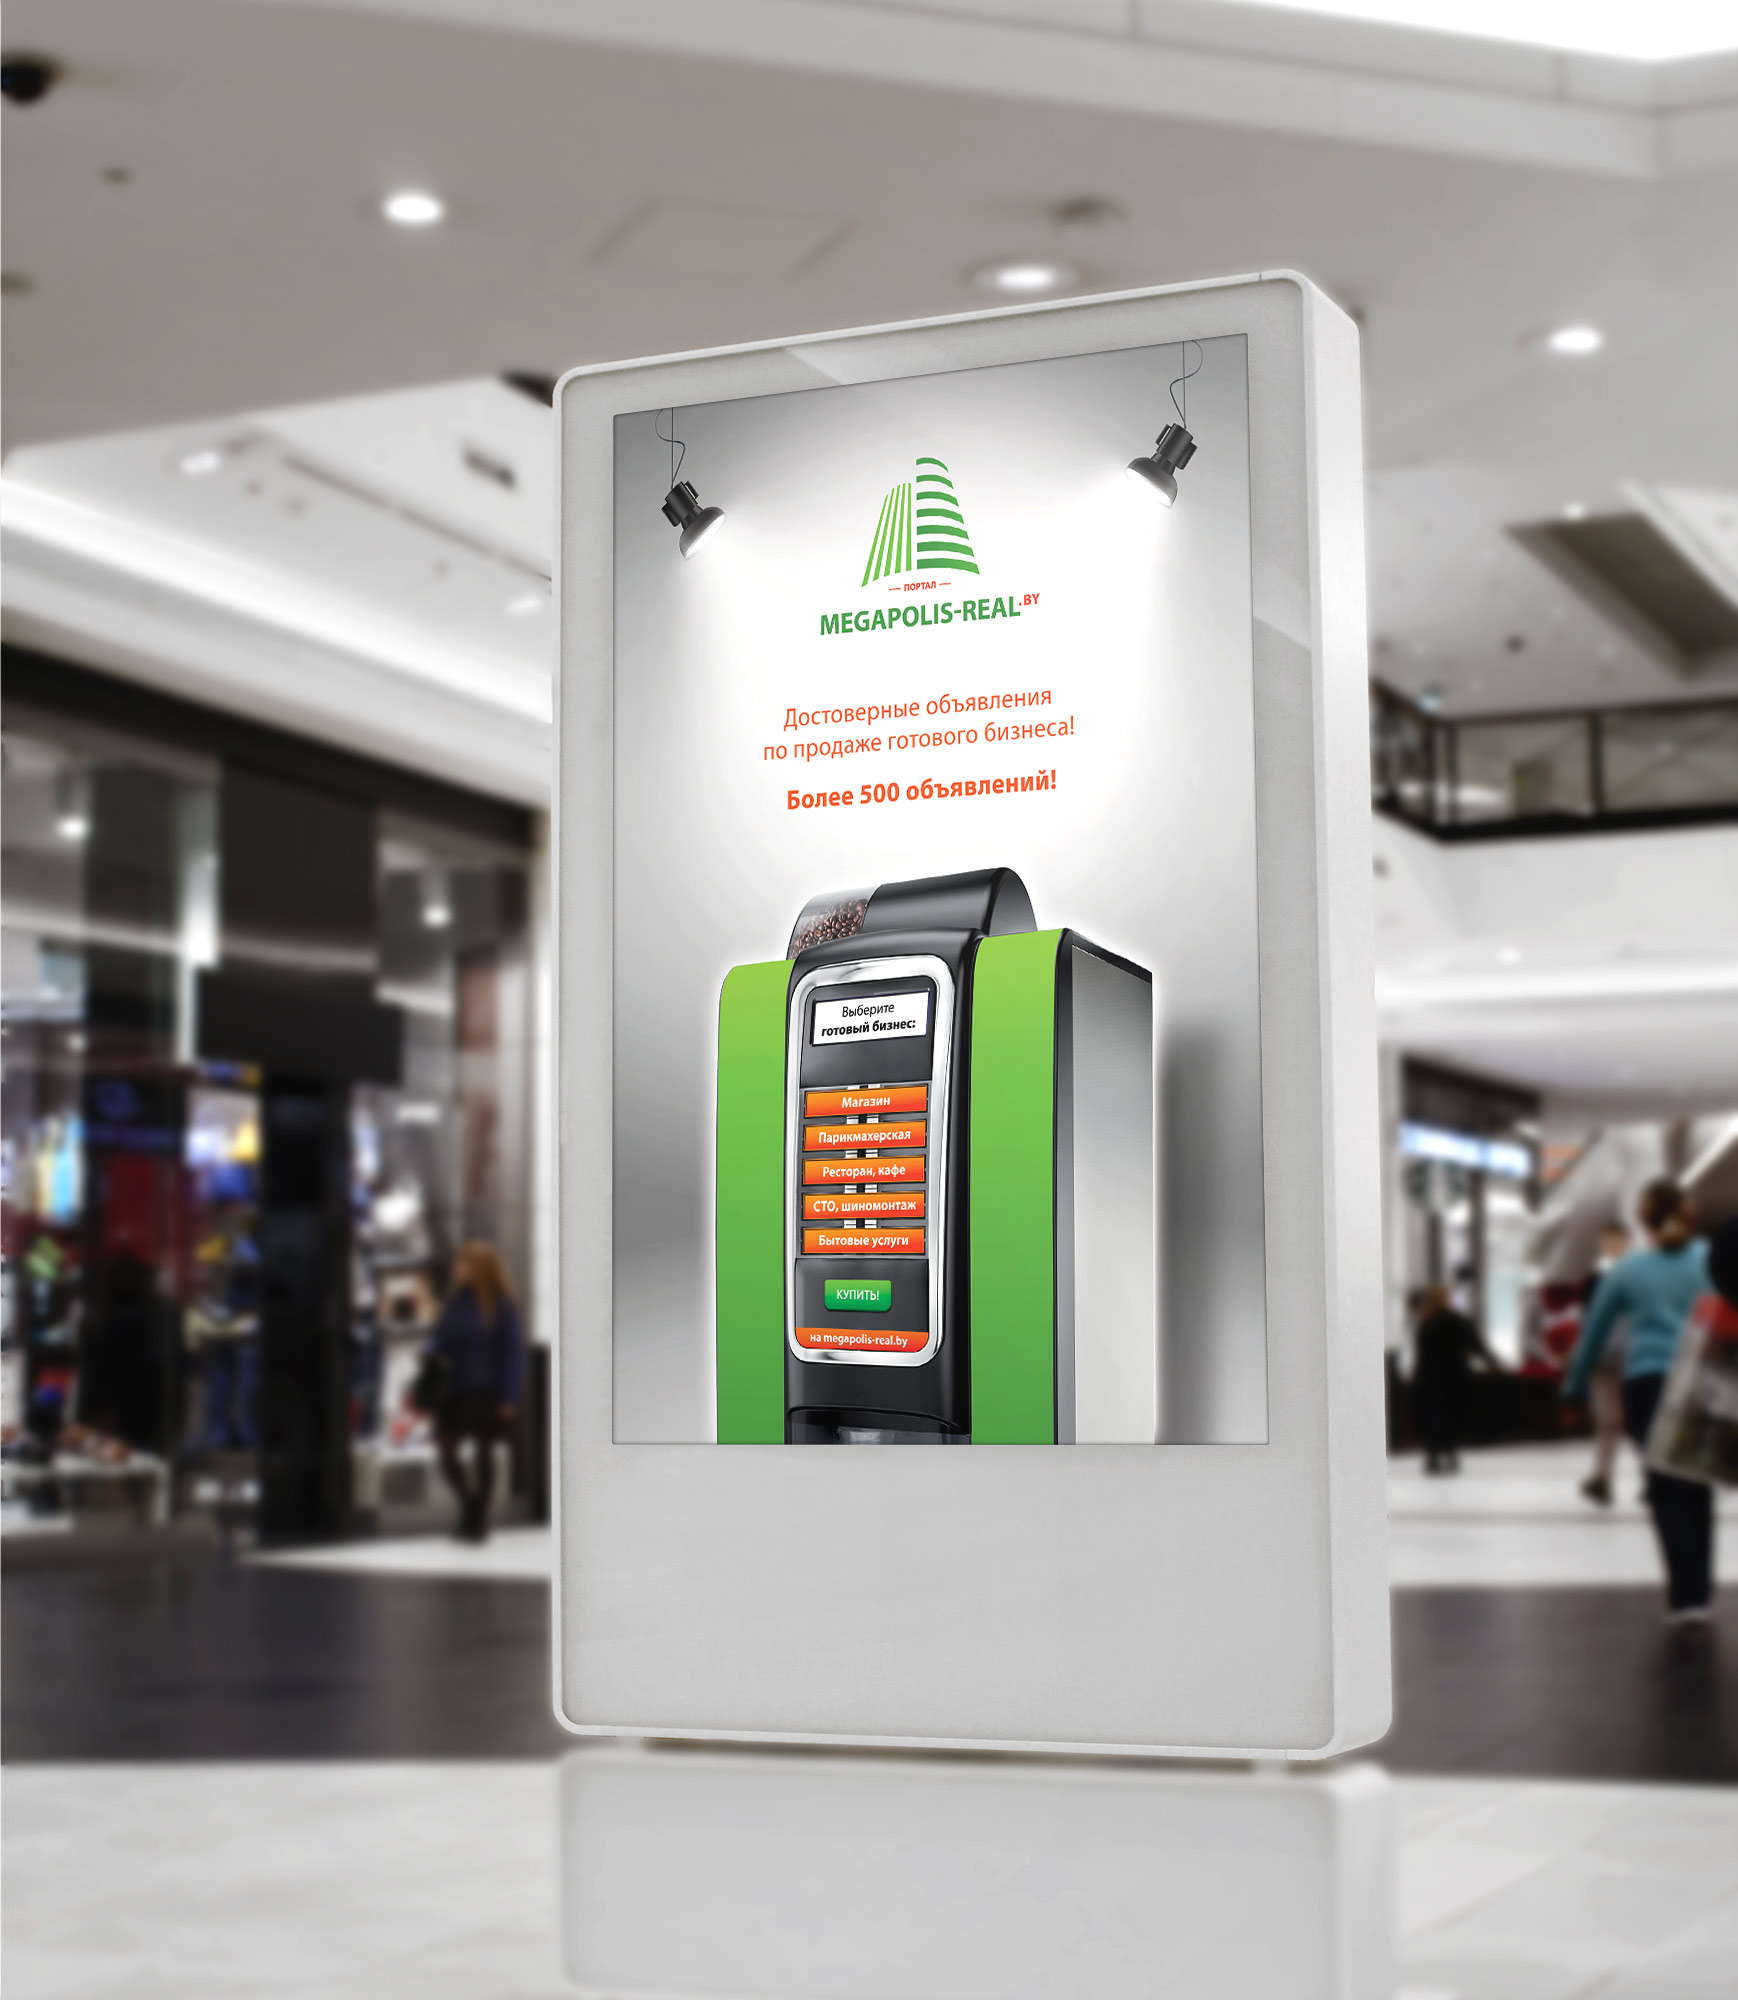 — ПОРТАЛ —
MEGAPOLIS-REAL.BY
Достоверные объявления
по продаже готового бизнеса!
Более 500 объявлений!
Выберите
готовый бизнес:
Магазин
Парикмахерская
Ресторан, кафе
СТО, шиномонтаж
Бытовые услуги
КУПИТЬ!
на megapolis-real.by